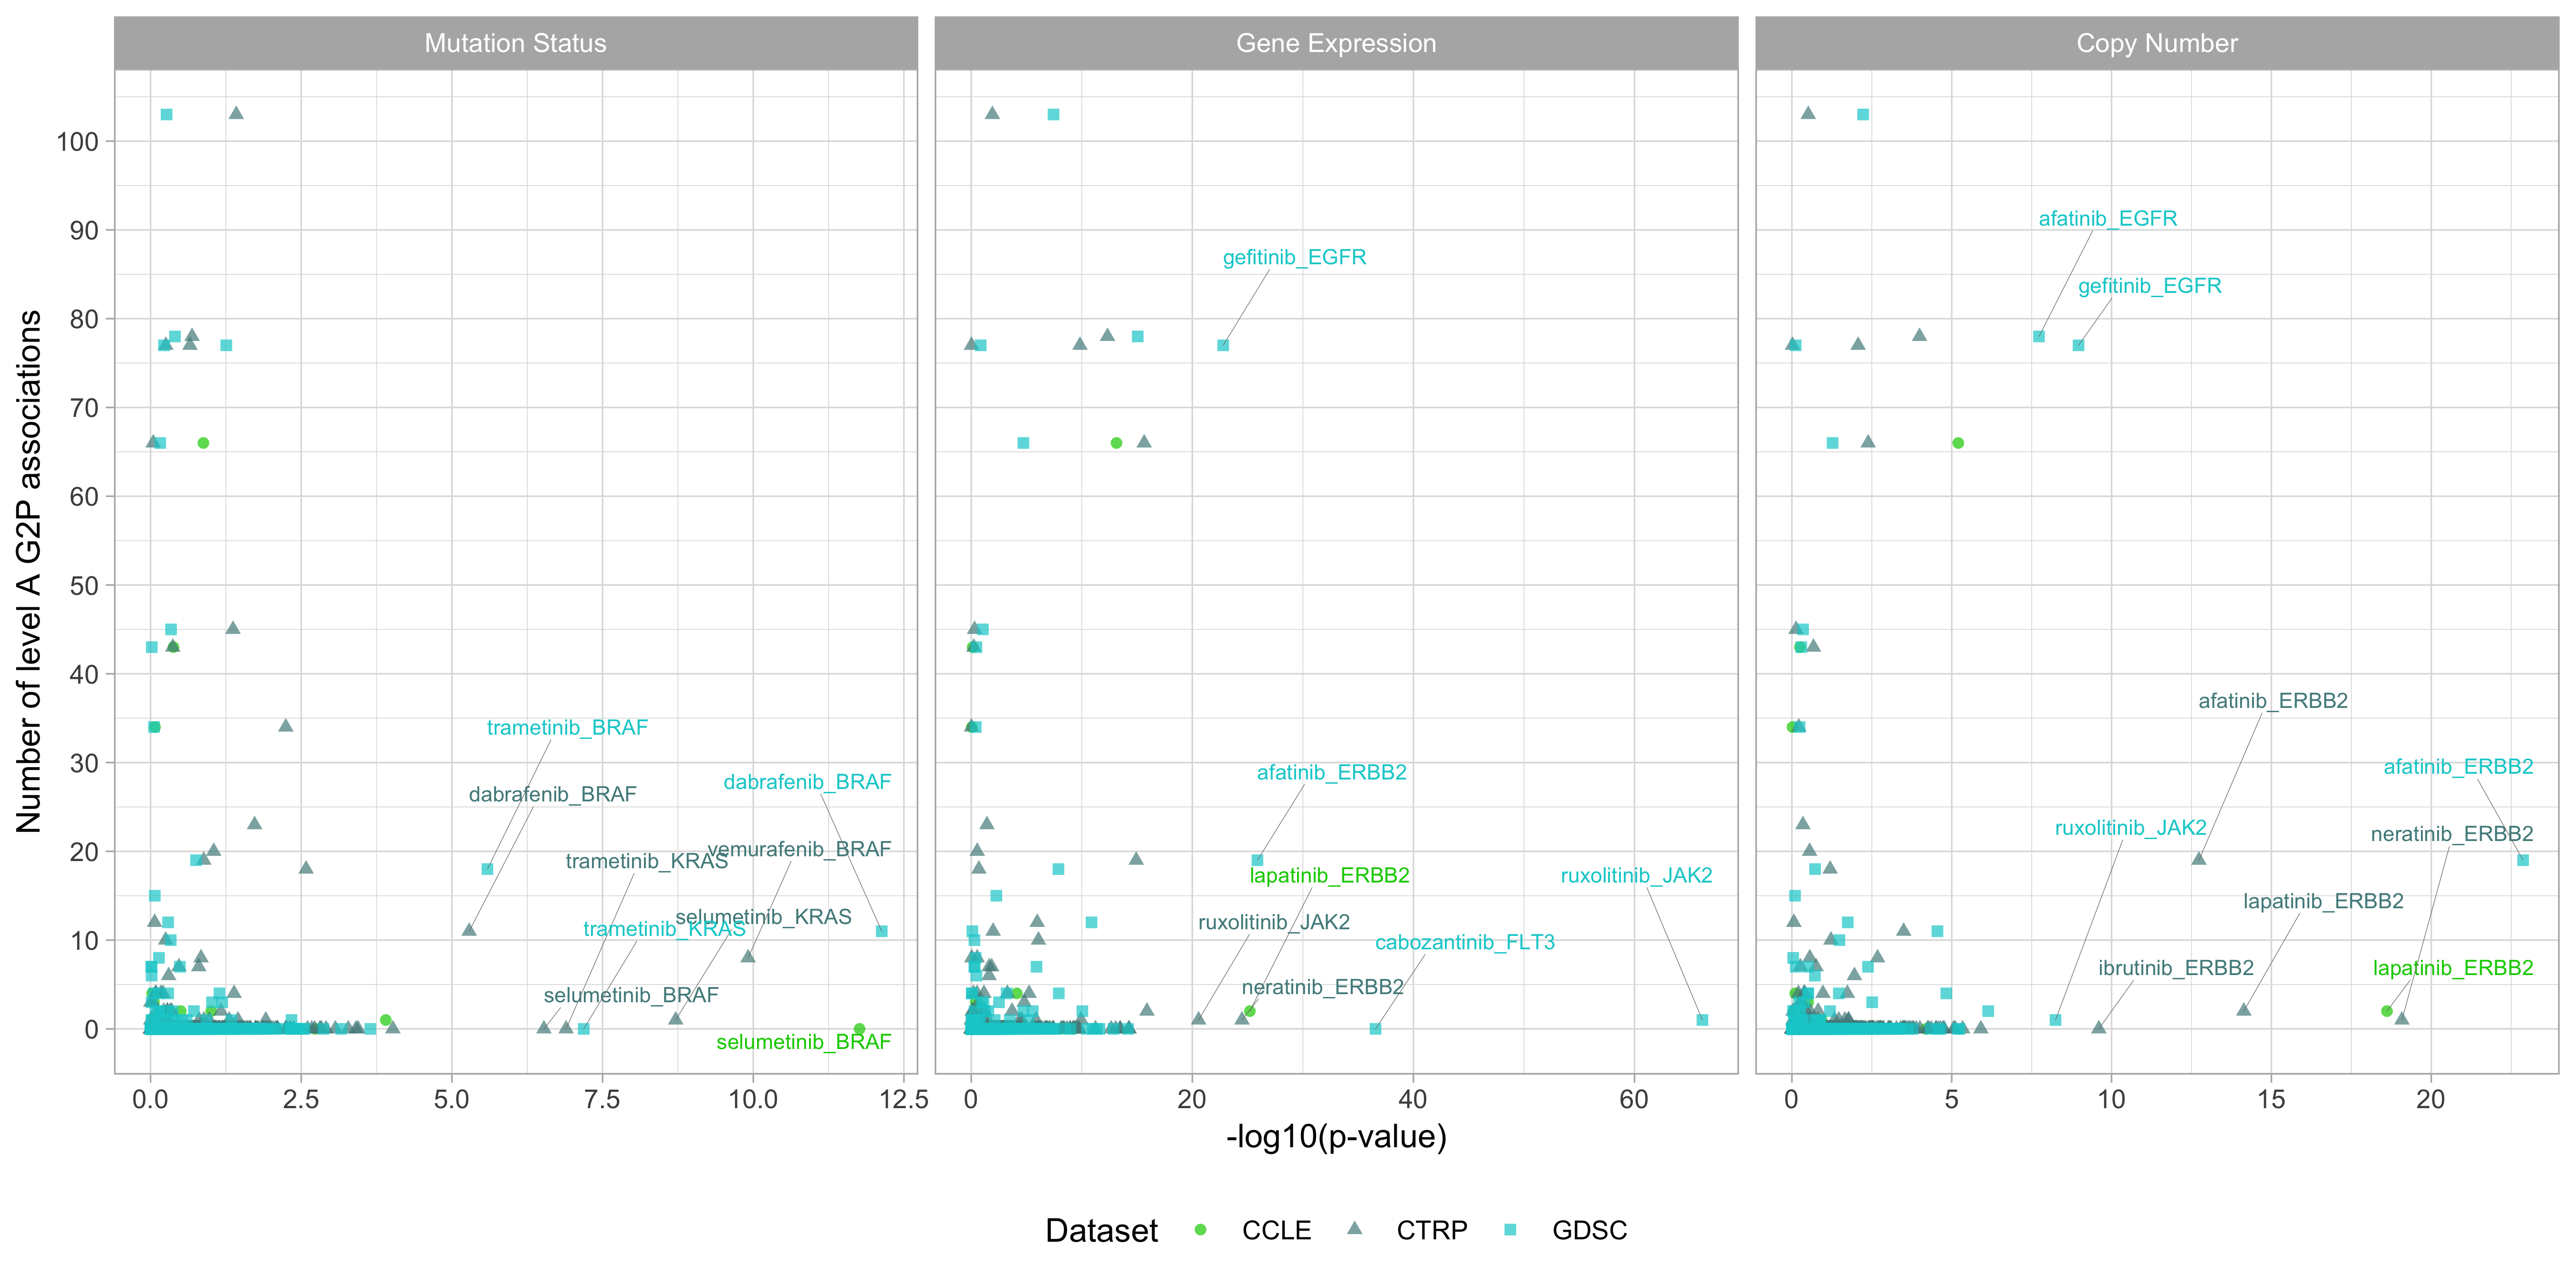 Mutation Status
Gene Expression
Copy Number
Number of level A G2P associations
100
90
80
70
60
50
40
30
20
10
0
trametinib_BRAF
dabrafenib_BRAF
dabrafenib_BRAF
vemurafenib_BRAF
trametinib_KRAS
selumetinib_KRAS
trametinib_KRAS
selumetinib_BRAF
selumetinib_BRAF
0.0
2.5
5.0
7.5
10.0
12.5
gefitinib_EGFR
afatinib_ERBB2
lapatinib_ERBB2
ruxolitinib_JAK2
ruxolitinib_JAK2
cabozantinib_FLT3
neratinib_ERBB2
0
20
40
60
afatinib_EGFR
gefitinib_EGFR
afatinib_ERBB2
afatinib_ERBB2
ruxolitinib_JAK2
neratinib_ERBB2
lapatinib_ERBB2
ibrutinib_ERBB2
lapatinib_ERBB2
0
5
10
15
20
-log10(p-value)
Dataset
CCLE
CTRP
GDSC